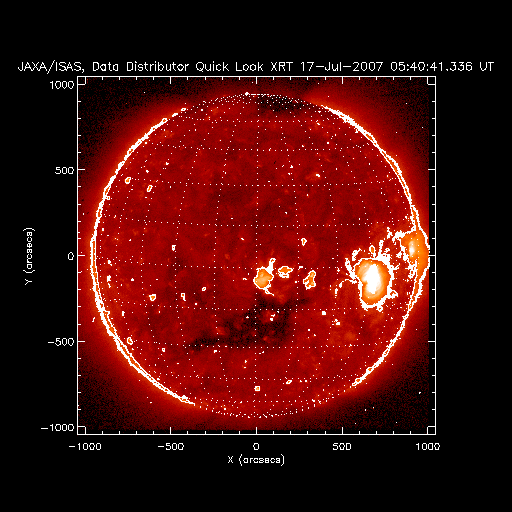 JAXA/ISAS, Data Distributor Quick Look XRT 17-Jul-2007 05:40:41.336 UT
1000
500
0
-500
-1000
Y (arcsecs)
-1000 -500 0 500 1000
X (arcsecs)